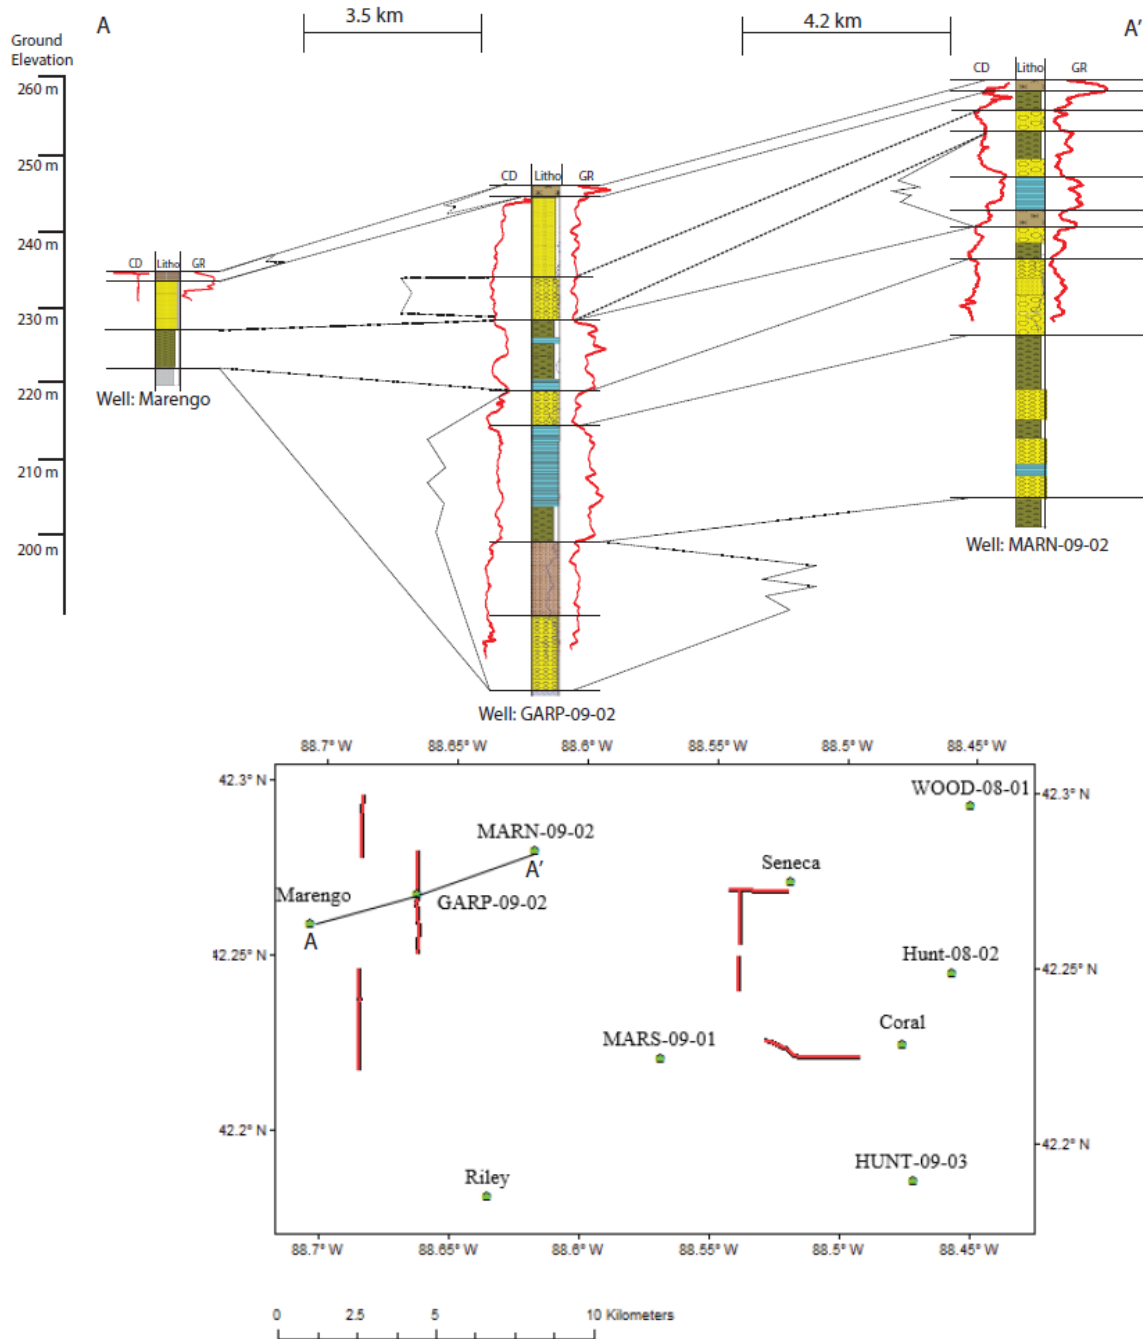 A
3.5 km
4.2 km
A'
Ground
Elevation
260 m
250 m
240 m
230 m
220 m
210 m
200 m
CD Litho GR
CD Litho GR
CD Litho GR
Well: Marengo
Well: GARP-09-02
Well: MARN-09-02
88.7° W 88.65° W 88.6° W 88.55° W 88.5° W 88.45° W
42.3° N
42.3° N
WOOD-08-01
MARN-09-02
A'
Seneca
Marengo
GARP-09-02
A
42.25° N
42.25° N
Hunt-08-02
Coral
MARS-09-01
42.2° N
42.2° N
HUNT-09-03
Riley
88.7° W 88.65° W 88.6° W 88.55° W 88.5° W 88.45° W
0 2.5 5 10 Kilometers